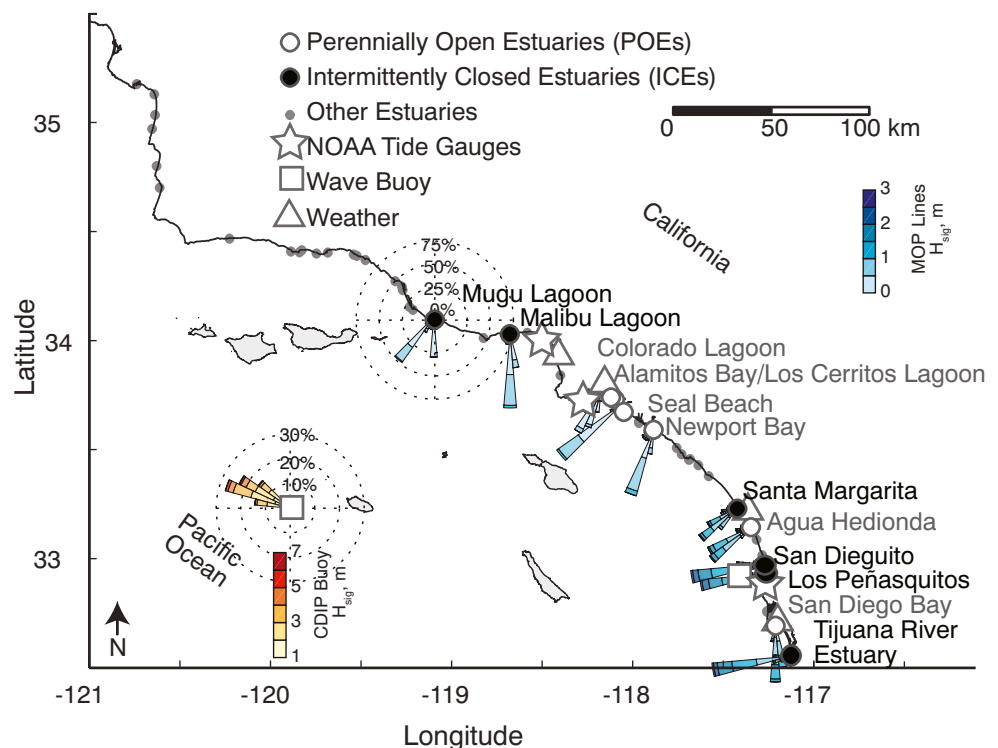 Perennially Open Estuaries (POEs)
Intermittently Closed Estuaries (ICEs)
Other Estuaries
NOAA Tide Gauges
Wave Buoy
Weather
0 50 100 km
35
34
33
Latitude
California
3
2
1
0
MOP Lines
Hsig, m
75%
50%
25%
0%
Mugu Lagoon
Malibu Lagoon
Colorado Lagoon
Alamitos Bay/Los Cerritos Lagoon
Seal Beach
Newport Bay
30%
20%
10%
Pacific
Ocean
7
5
3
1
CDIP Buoy
Hsig, m
Santa Margarita
Agua Hedionda
San Dieguito
Los Peñasquitos
San Diego Bay
Tijuana River
Estuary
N
-121 -120 -119 -118 -117
Longitude